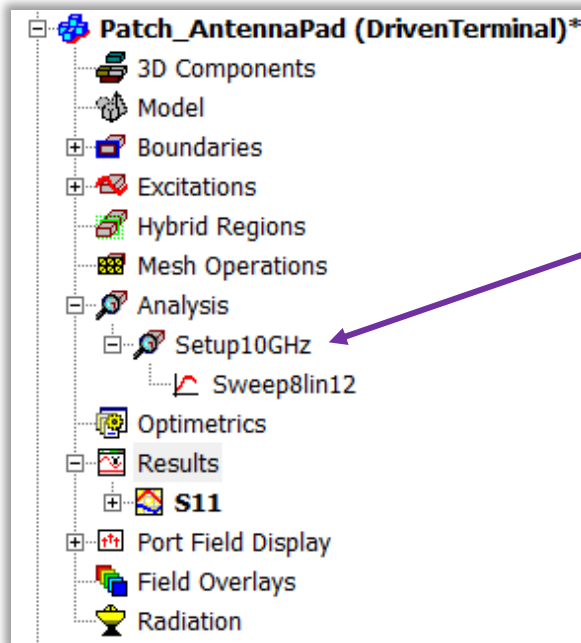 Patch_AntennaPad (DrivenTerminal)*
3D Components
Model
Boundaries
Excitations
Hybrid Regions
Mesh Operations
Analysis
Setup10GHz
Sweep8lin12
Optimetrics
Results
S11
Port Field Display
Field Overlays
Radiation